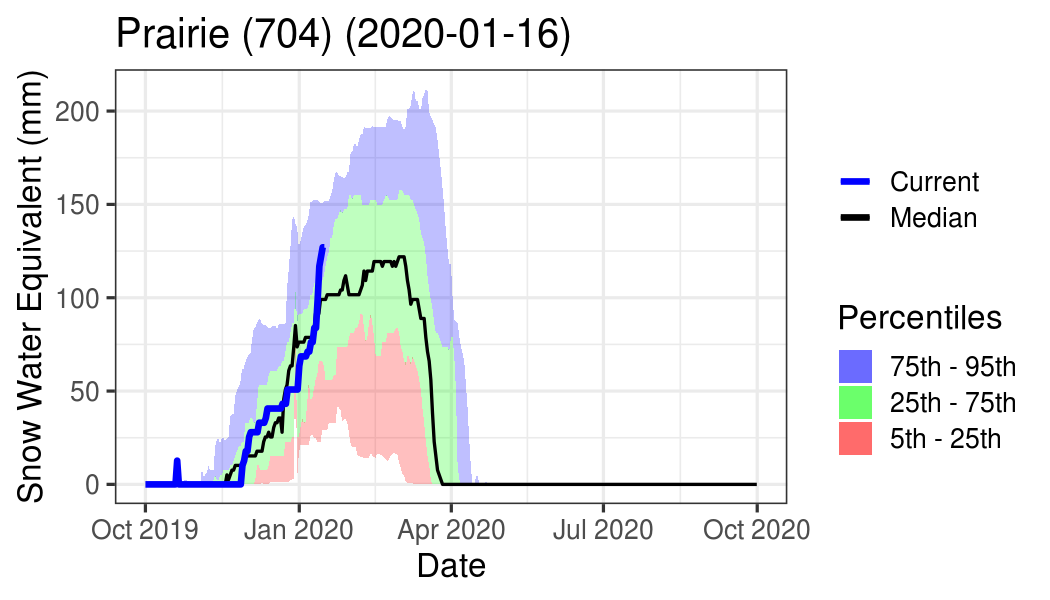 Prairie (704) (2020-01-16)
Snow Water Equivalent (mm)
200
150
100
50
0
Oct 2019 Jan 2020 Apr 2020 Jul 2020 Oct 2020
Date
Current
Median
Percentiles
75th - 95th
25th - 75th
5th - 25th